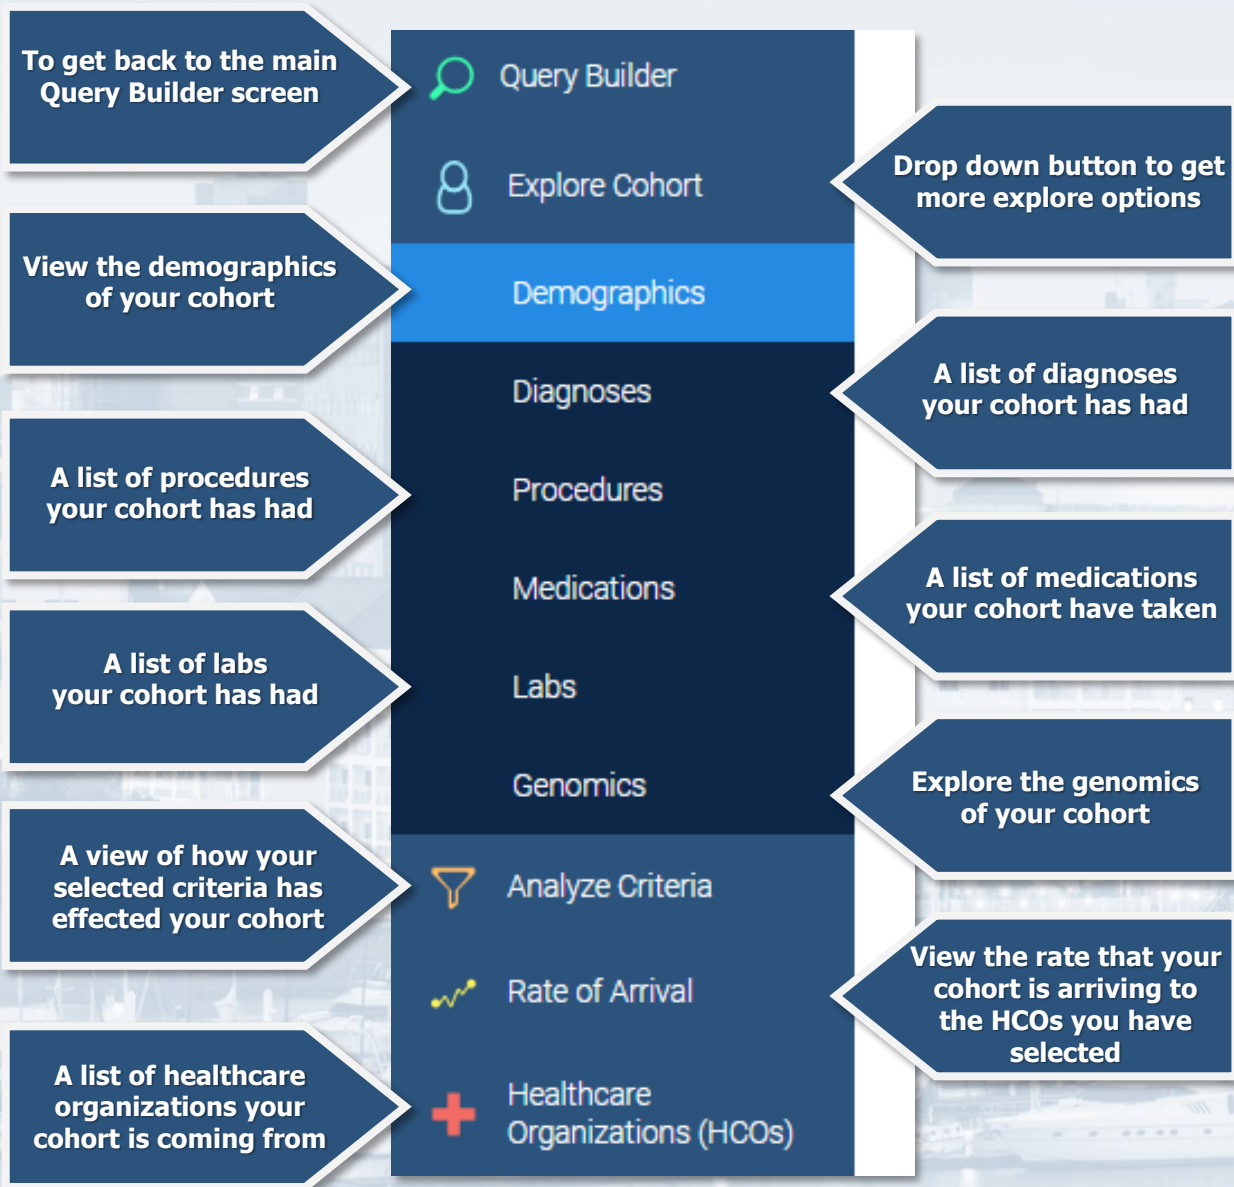 To get back to the main
Query Builder screen
Query Builder
Explore Cohort
Drop down button to get
more explore options
View the demographics
of your cohort
Demographics
Diagnoses
A list of diagnoses
your cohort has had
A list of procedures
your cohort has had
Procedures
Medications
A list of medications
your cohort have taken
A list of labs
your cohort has had
Labs
Genomics
Explore the genomics
of your cohort
A view of how your
selected criteria has
effected your cohort
Analyze Criteria
Rate of Arrival
View the rate that your
cohort is arriving to
the HCOs you have
selected
A list of healthcare
organizations your
cohort is coming from
Healthcare
Organizations (HCOs)